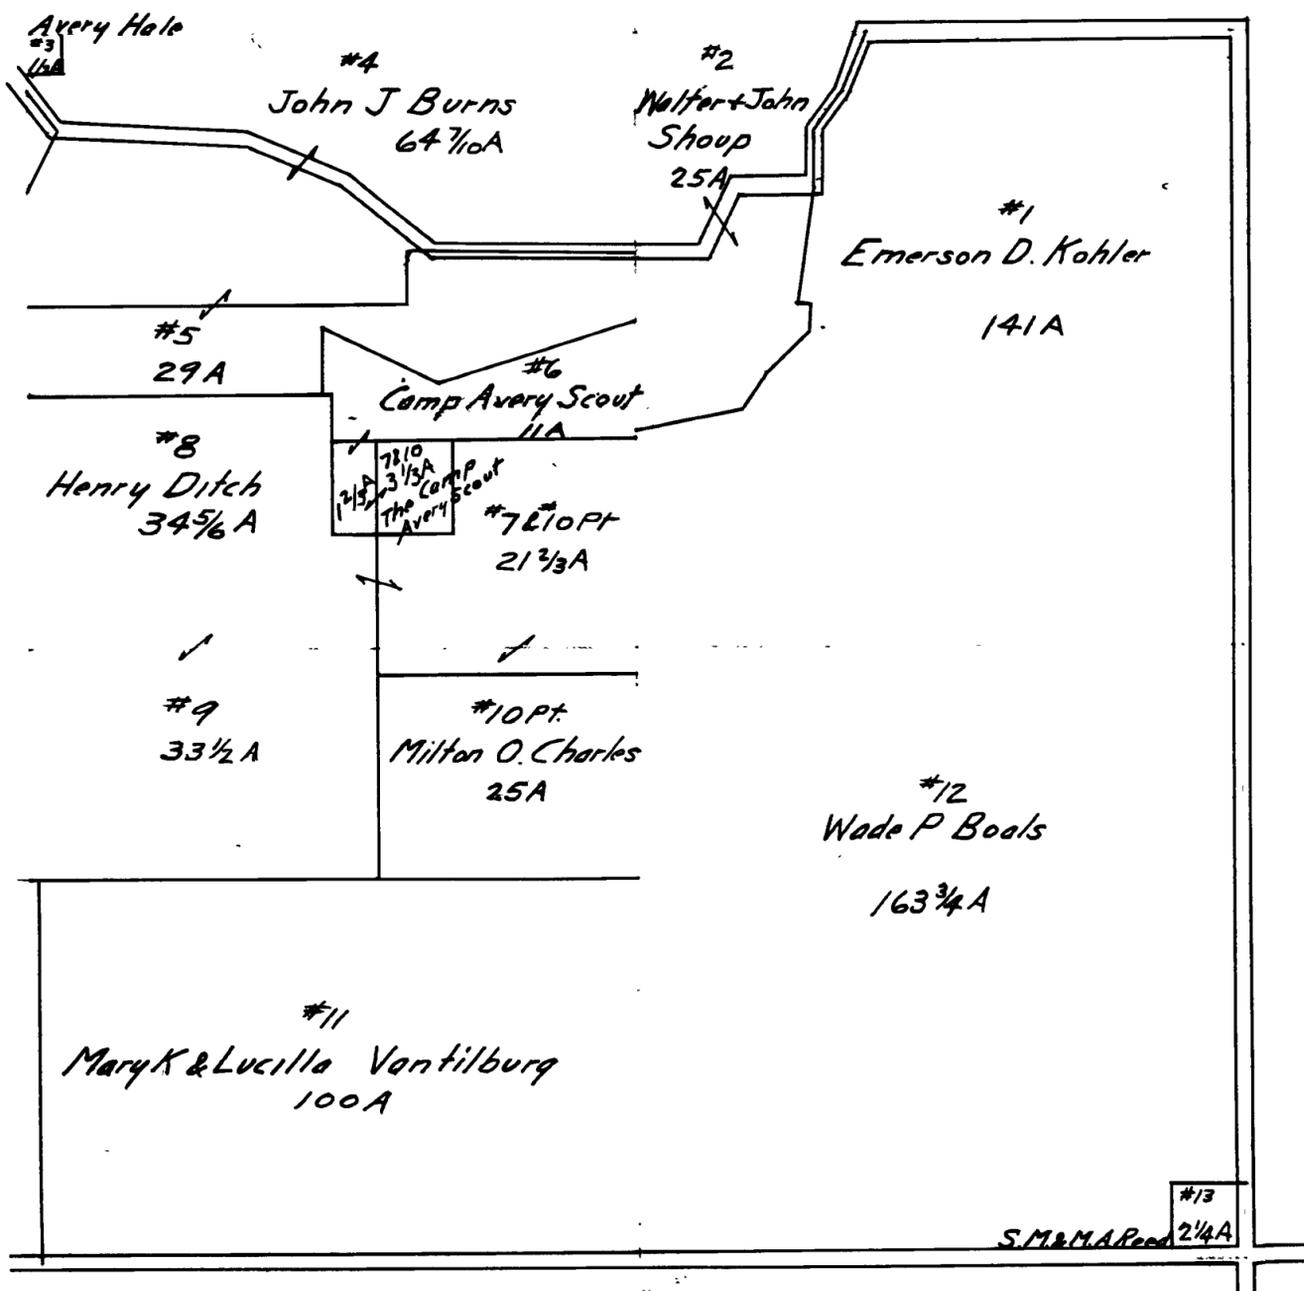 Avery Hale
#3
1/2A
#4
John J Burns
64 7/10A
#2
Walter+John
Shoup
25A
#1
Emerson D. Kohler
141A
#5
29A
#6
Camp Avery Scout
11A
#8
Henry Ditch
34 5/6 A
1 2/3 A
7&10
3 1/3A
The Camp
Avery Scout
#7&#10Pt
21 2/3A
#9
33 1/2 A
#10Pt.
Milton O. Charles
25A
#12
Wade P Boals
163 3/4 A
#11
Mary K & Lucilla Vantilburg
100A
#13
2 1/4A
S.M.& M.A Reed